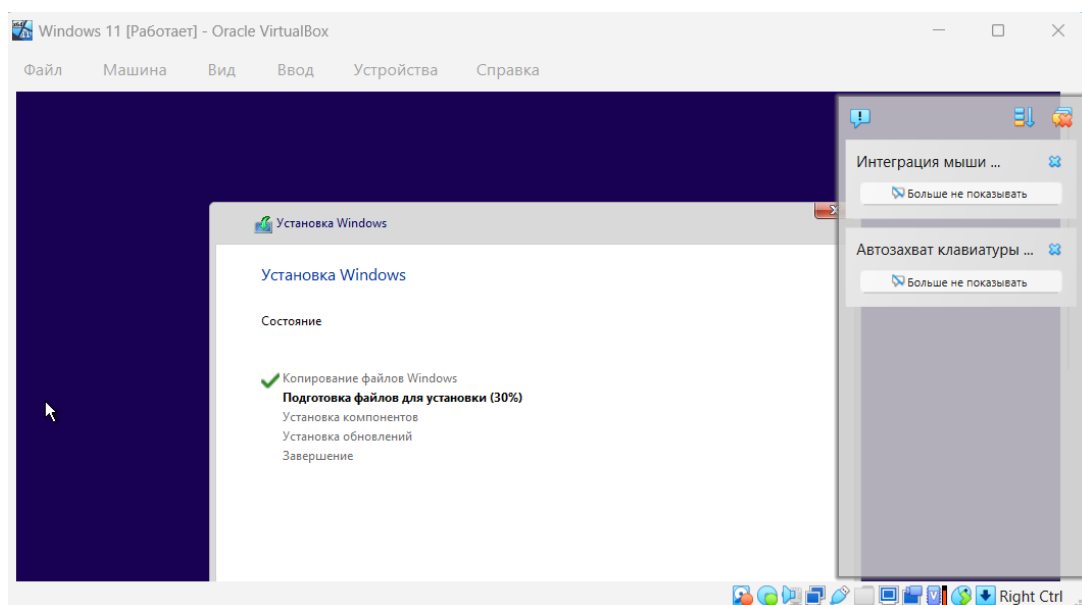 Windows 11 [Работает] - Oracle VirtualBox
Файл Машина Вид Ввод Устройства Справка
Интеграция мыши ...
Больше не показывать
Автозахват клавиатуры ...
Больше не показывать
Установка Windows
Установка Windows
Состояние
Копирование файлов Windows
Подготовка файлов для установки (30%)
Установка компонентов
Установка обновлений
Завершение
Right Ctrl